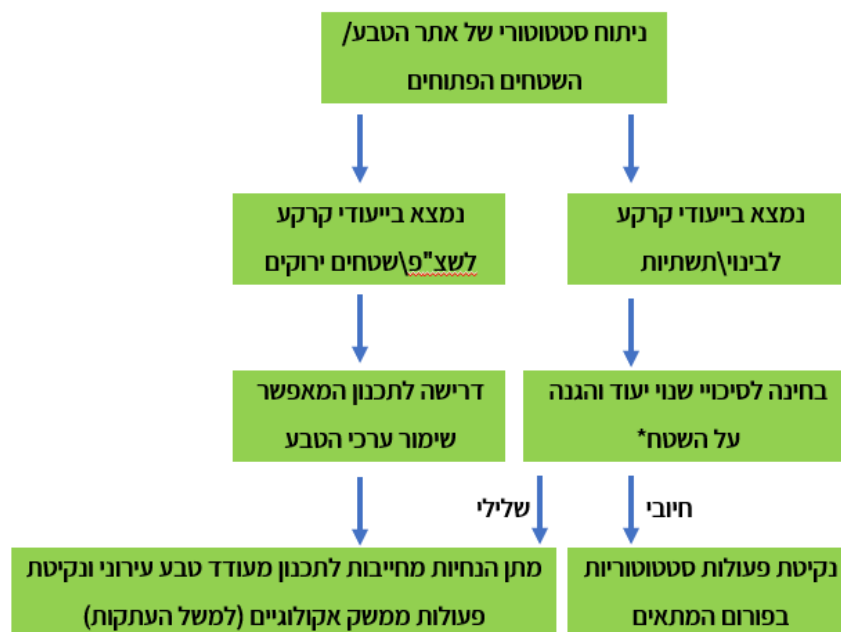 ניתוח סטטוטורי של אתר הטבע/
השטחים הפתוחים
נמצא בייעודי קרקע
לבינוי\תשתיות
נמצא בייעודי קרקע
לשצ"פ\שטחים ירוקים
בחינה לסיכויי שנוי יעוד והגנה
על השטח*
דרישה לתכנון המאפשר
שימור ערכי הטבע
חיובי
שלילי
נקיטת פעולות סטטוטוריות
בפורום המתאים
מתן הנחיות מחייבות לתכנון מעודד טבע עירוני ונקיטת
פעולות ממשק אקולוגיים (למשל העתקות)